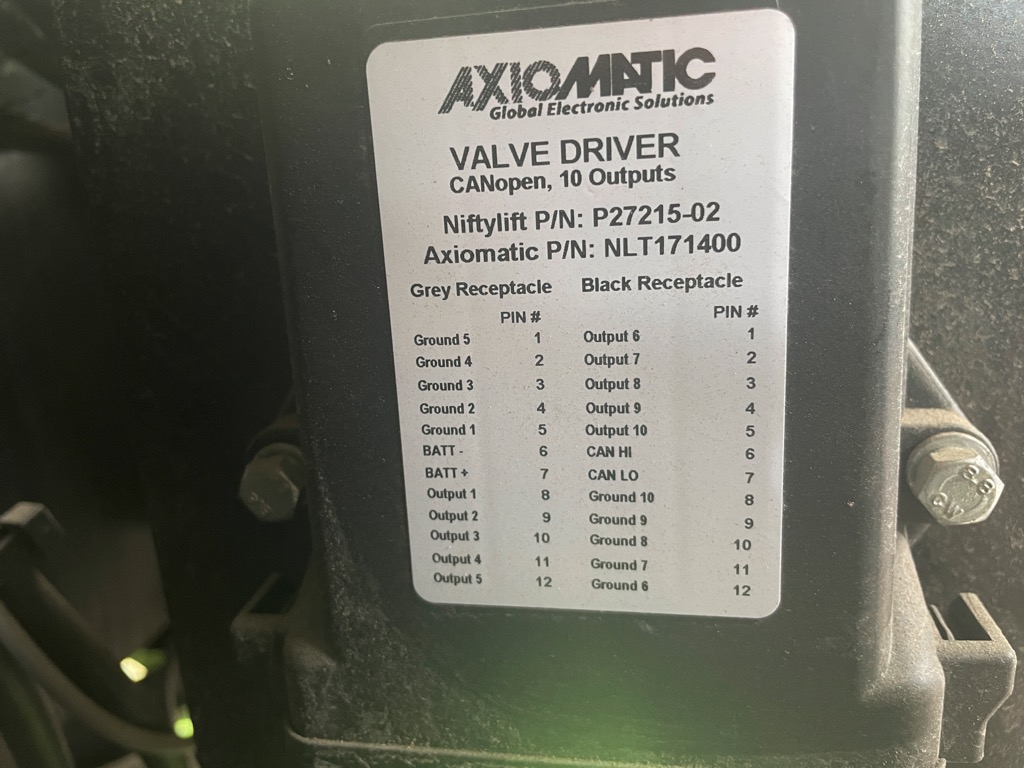 AXIOMATIC
Global Electronic Solutions
VALVE DRIVER
CANopen, 10 Outputs
Niftylift P/N: P27215-02
Axiomatic P/N: NLT171400
Grey Receptacle Black Receptacle
PIN # PIN #
Ground 5 1 Output 6 1
Ground 4 2 Output 7 2
Ground 3 3 Output 8 3
Ground 2 4 Output 9 4
Ground 1 5 Output 10 5
BATT - 6 CAN HI 6
BATT + 7 CAN LO 7
Output 1 8 Ground 10 8
Output 2 9 Ground 9 9
Output 3 10 Ground 8 10
Output 4 11 Ground 7 11
Output 5 12 Ground 6 12
8.8